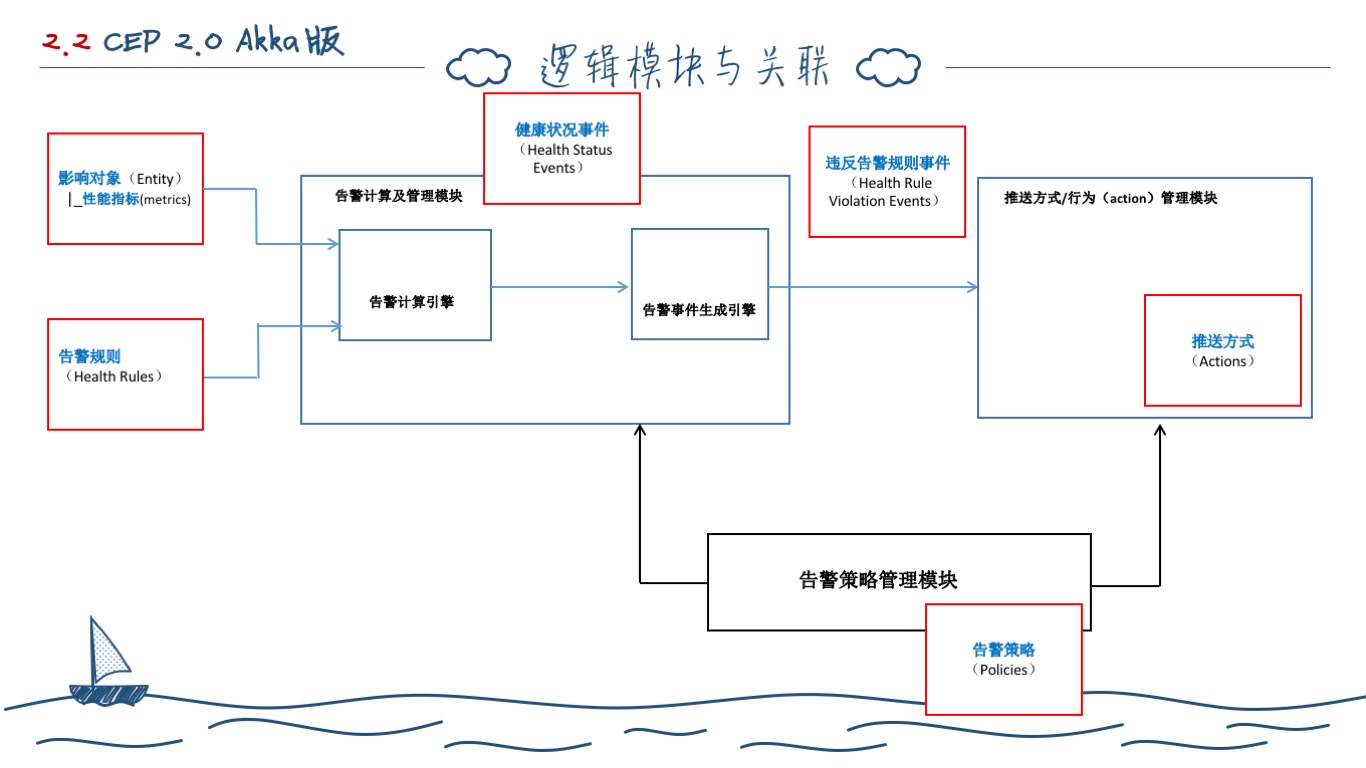 2.2 CEP 2.0 Akka版
逻辑模块与关联
健康状况事件
（Health Status
Events）
违反告警规则事件
（Health Rule
Violation Events）
影响对象（Entity）
|_性能指标(metrics)
告警计算及管理模块
推送方式/行为（action）管理模块
告警计算引擎
告警事件生成引擎
告警规则
（Health Rules）
推送方式
（Actions）
告警策略管理模块
告警策略
（Policies）